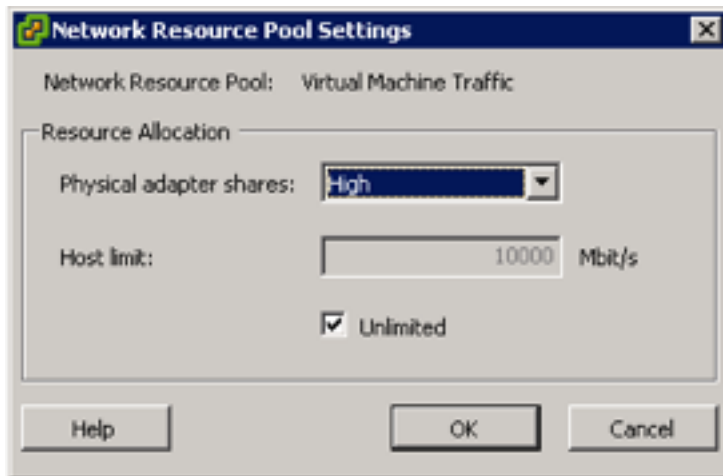 Network Resource Pool Settings
Network Resource Pool: Virtual Machine Traffic
Resource Allocation
Physical adapter shares: High
Host limit: 10000 Mbit/s
Unlimited
Help OK Cancel